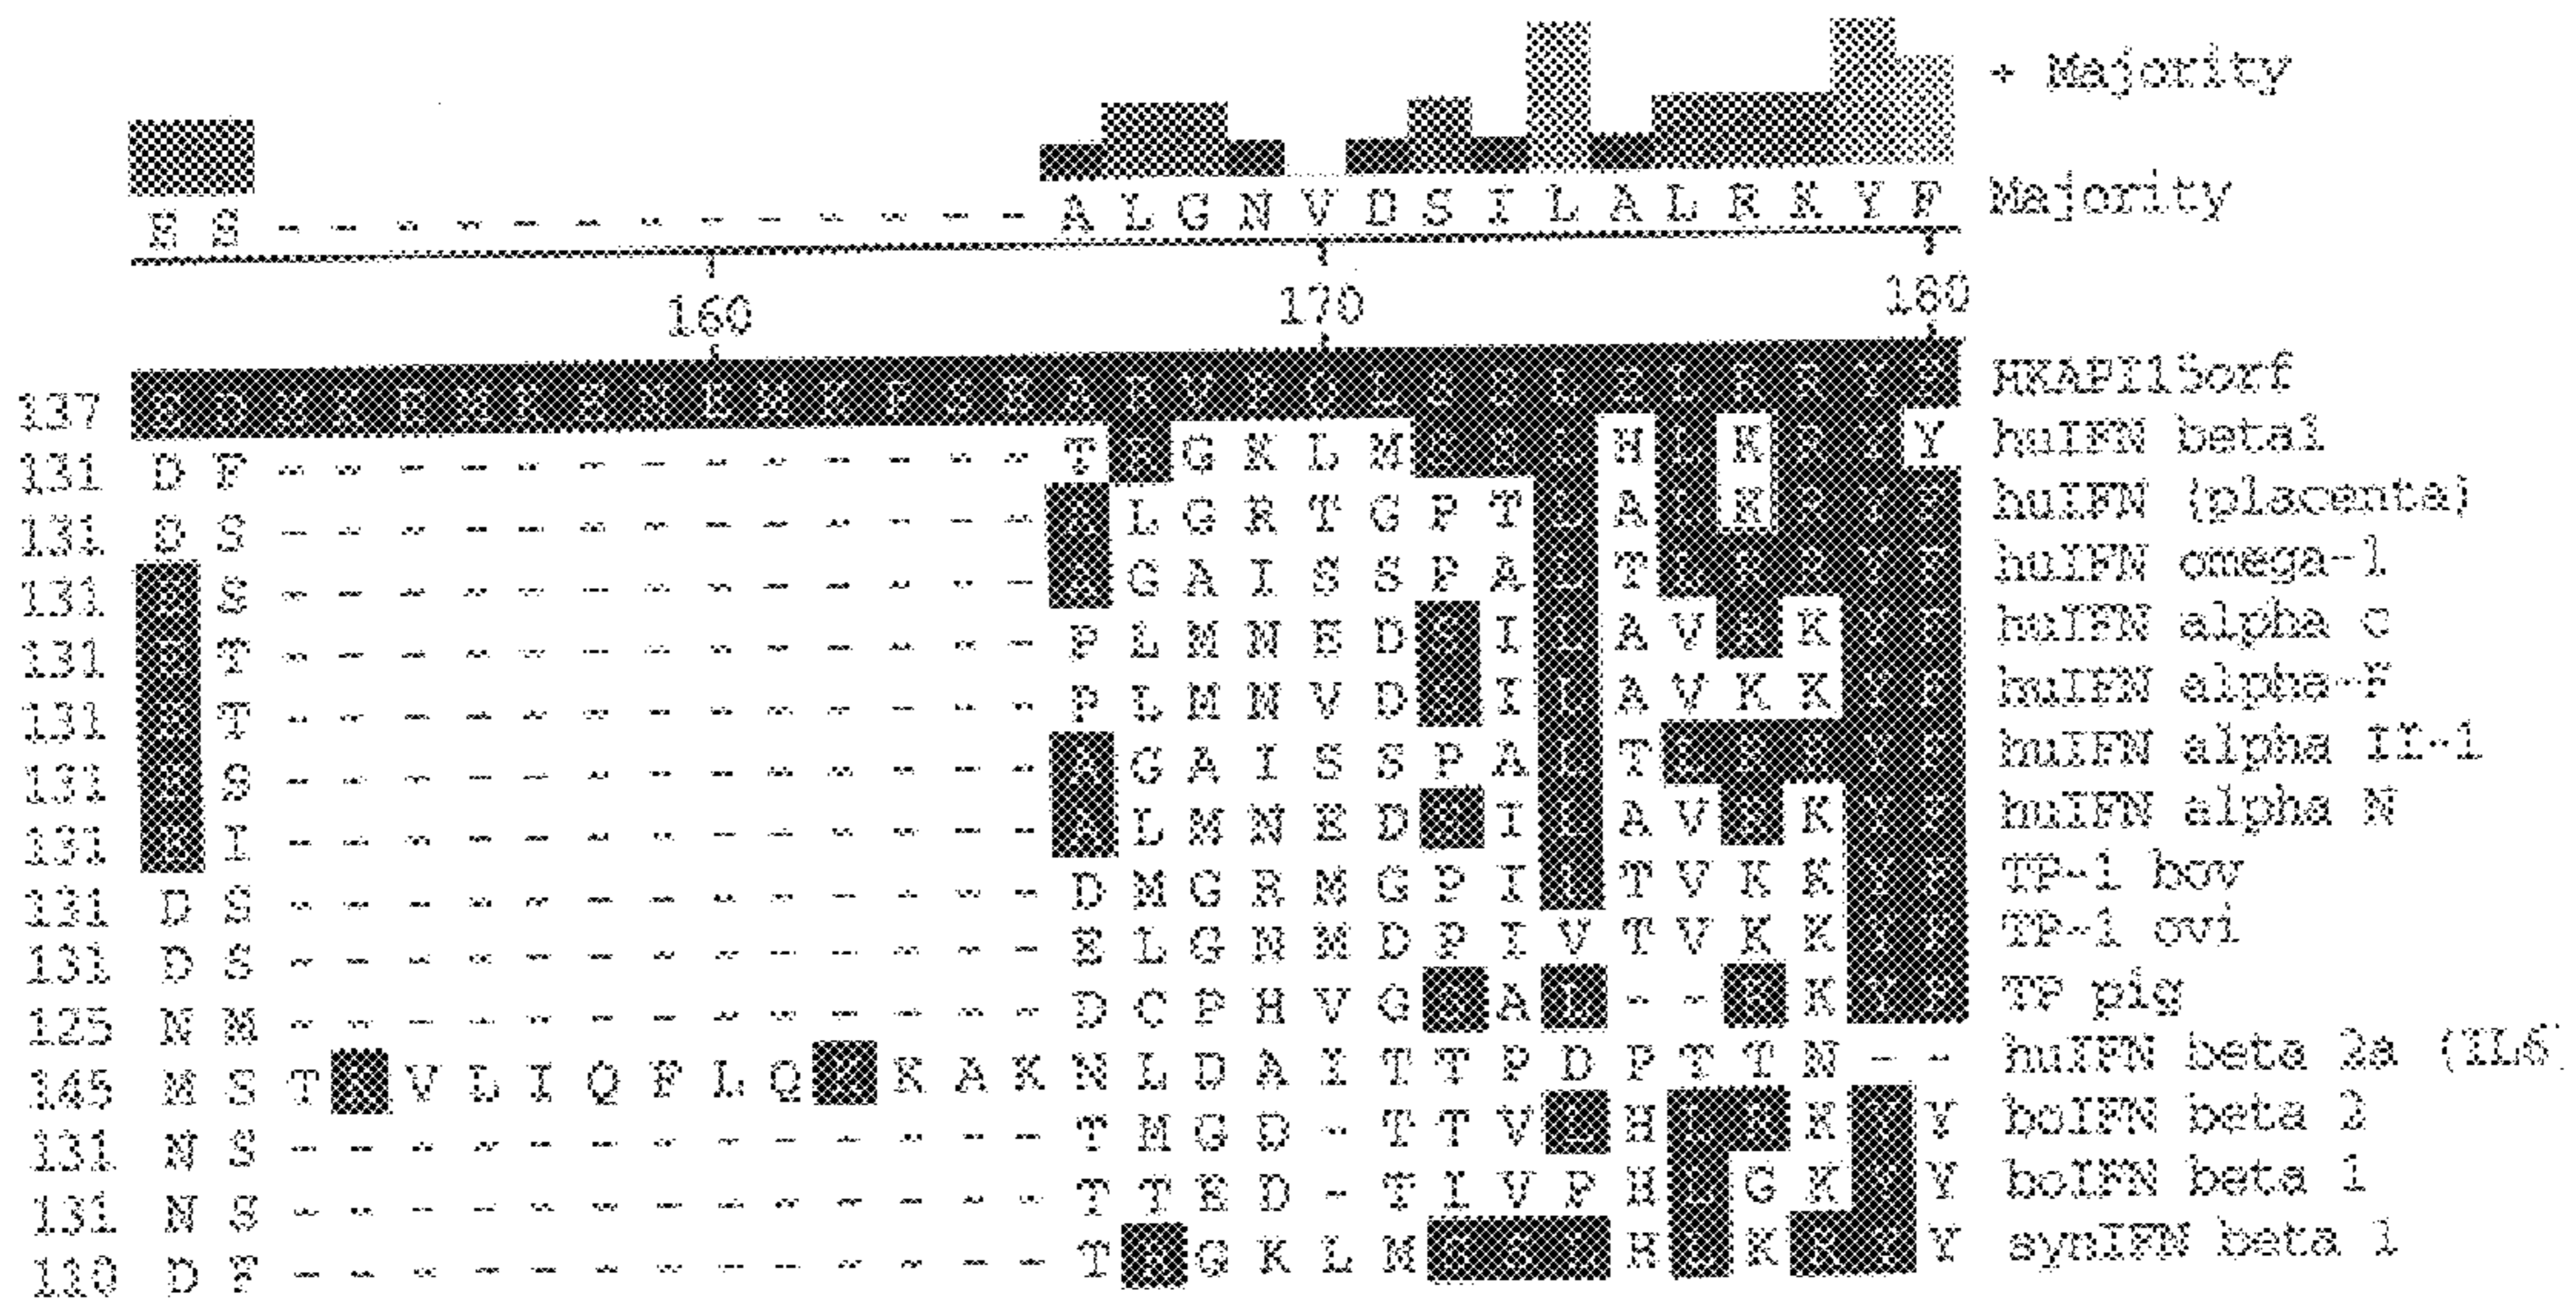 + Majority
E S - - - - - - - - - - - - - A L G N V D S I L A L R K Y F Majority
160 170 180
137 HKAPI15orf
131 D F - - - - - - - - - - - - - T R G K L M S R L H L K R Y Y huIFN beta1
131 D S - - - - - - - - - - - - - A L G R T G P T L A L K R Y F huIFN (placenta)
131 E S - - - - - - - - - - - - - A G A I S S P A L T L R R Y F huIFN omega-1
131 E T - - - - - - - - - - - - - P L M N E D S I L A V R K Y F huIFN alpha C
131 E T - - - - - - - - - - - - - P L M N V D S I L A V K K Y F huIFN alpha-F
131 E S - - - - - - - - - - - - - A G A I S S P A L T L R R Y F huIFN alpha II-1
131 E I - - - - - - - - - - - - - A L M N E D S I L A V R K Y F huIFN alpha N
131 D S - - - - - - - - - - - - - D M G R M G P I L T V K K Y F TP-1 bov
131 D S - - - - - - - - - - - - - E L G N M D P I V T V K K Y F TP-1 ovi
125 N M - - - - - - - - - - - - - D C P H V G S A L - - R K Y F TP pig
145 M S T K V L I Q F L Q K K A K N L D A I T T P D P T T N - - huIFN beta 2a (IL6
131 N S - - - - - - - - - - - - - T M G D - T T V L H L R K Y Y boIFN beta 2
131 N S - - - - - - - - - - - - - T T E D - T I V P H L G K Y Y boIFN beta 1
110 D F - - - - - - - - - - - - - T R G K L M S S L H L K R Y Y synIFN beta 1